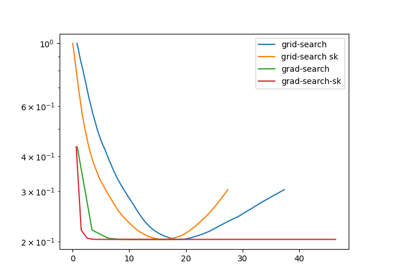 10⁰
6 × 10⁻¹
4 × 10⁻¹
3 × 10⁻¹
2 × 10⁻¹
0
10
20
30
40
grid-search
grid-search sk
grad-search
grad-search-sk